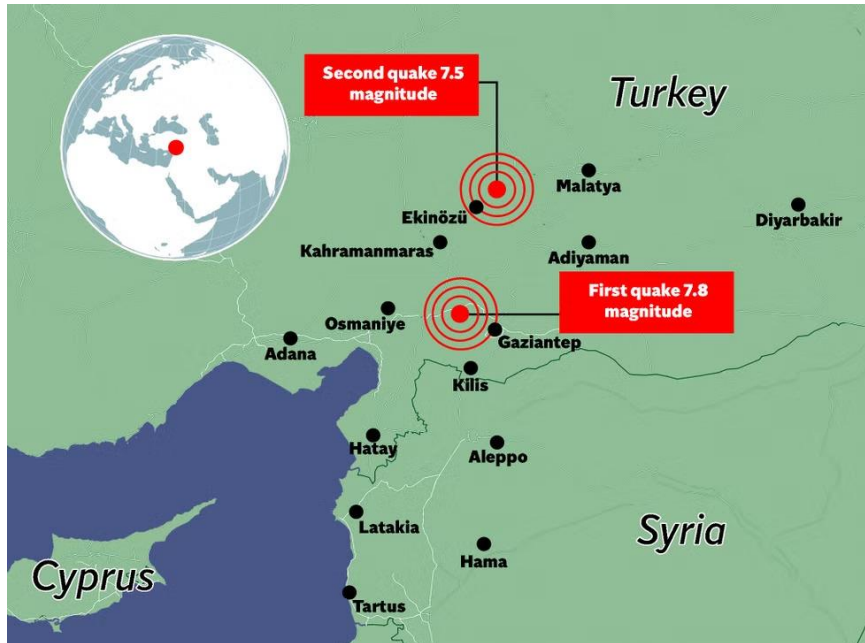 Second quake 7.5
magnitude
Turkey
Malatya
Ekinözü
Diyarbakir
Kahramanmaras
Adiyaman
First quake 7.8
magnitude
Osmaniye
Gaziantep
Adana
Kilis
Hatay
Aleppo
Latakia
Syria
Hama
Cyprus
Tartus